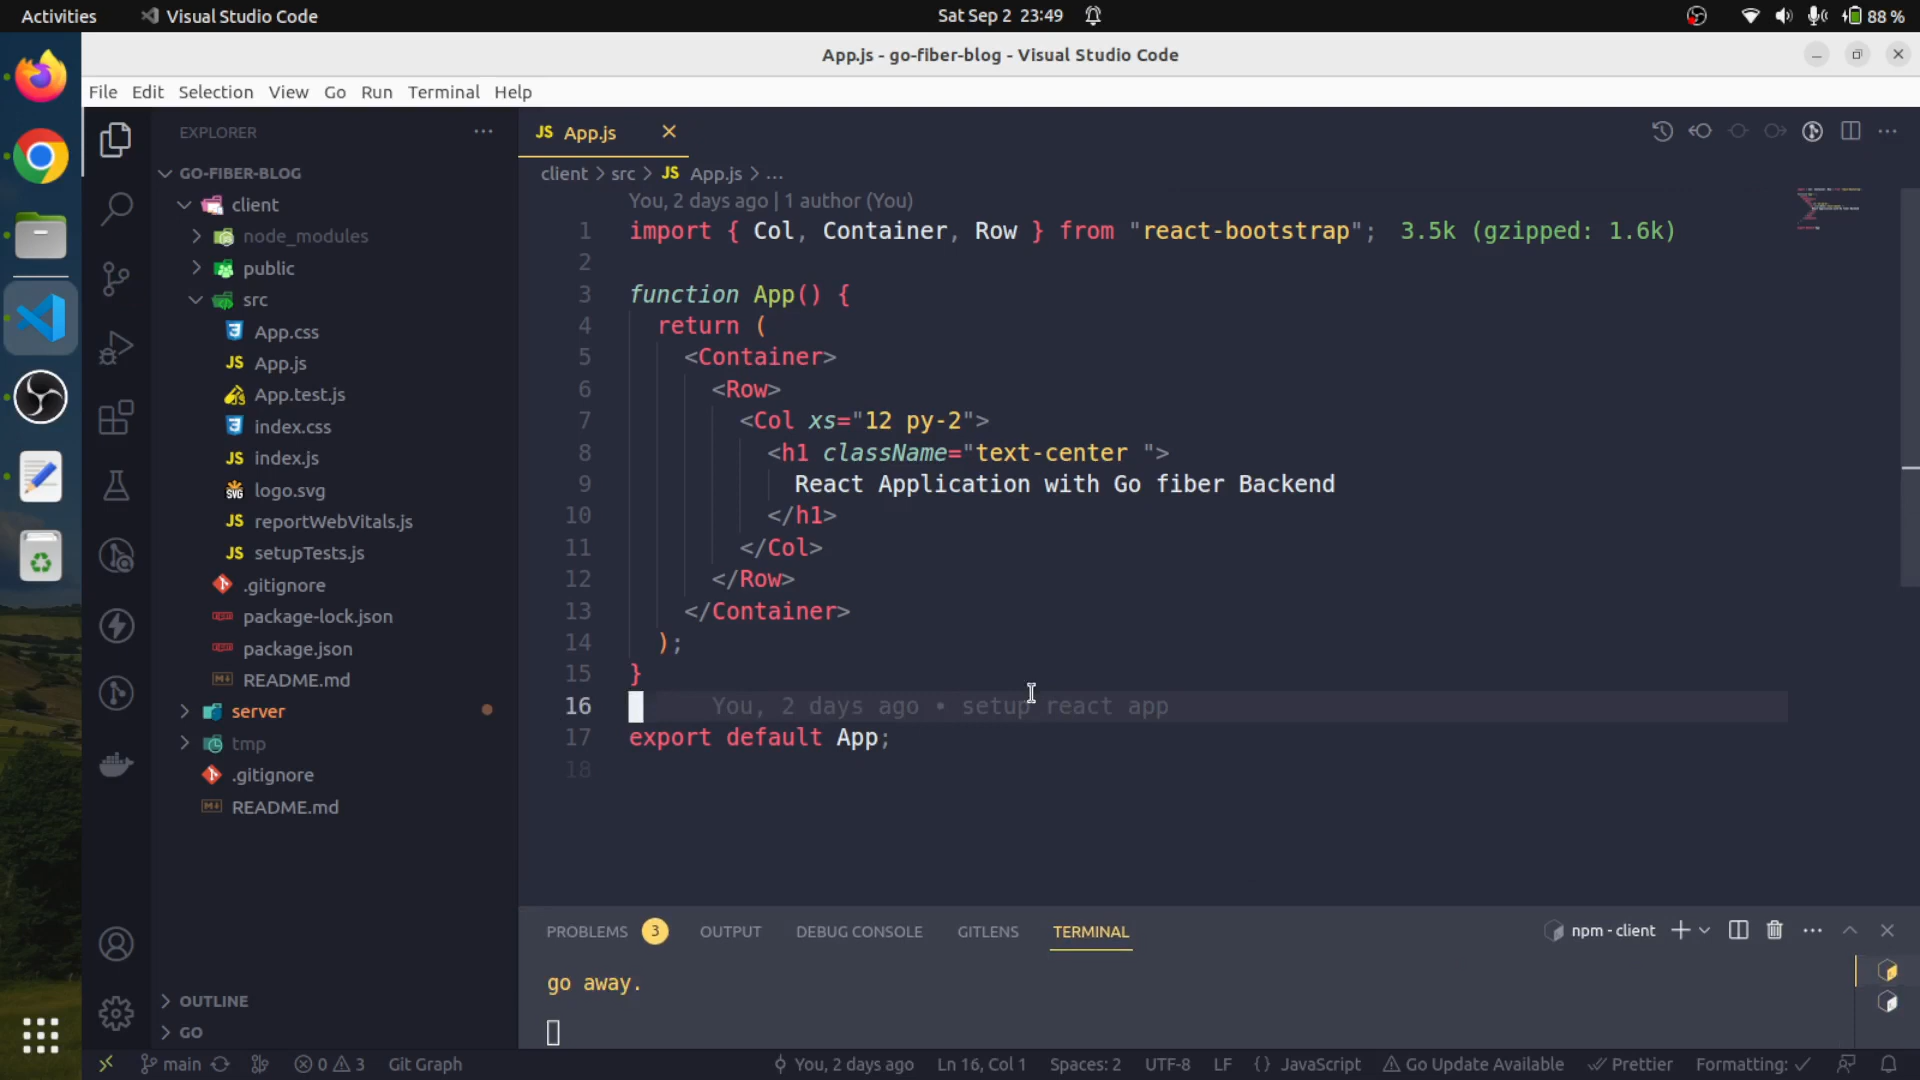 Activities
Visual Studio Code
Sat Sep 2 23:49
88 %
App.js - go-fiber-blog - Visual Studio Code
File Edit Selection View Go Run Terminal Help
EXPLORER
GO-FIBER-BLOG
client
node_modules
public
src
App.css
JS App.js
App.test.js
index.css
JS index.js
SVG logo.svg
JS reportWebVitals.js
JS setupTests.js
.gitignore
package-lock.json
package.json
README.md
server
tmp
.gitignore
README.md
OUTLINE
GO
JS App.js
client > src > JS App.js > ...
You, 2 days ago | 1 author (You)
1 import { Col, Container, Row } from "react-bootstrap"; 3.5k (gzipped: 1.6k)
2
3 function App() {
4 return (
5 <Container>
6 <Row>
7 <Col xs="12 py-2">
8 <h1 className="text-center ">
9 React Application with Go fiber Backend
10 </h1>
11 </Col>
12 </Row>
13 </Container>
14 );
15 }
16 You, 2 days ago • setup react app
17 export default App;
18
PROBLEMS 3 OUTPUT DEBUG CONSOLE GITLENS TERMINAL
npm - client
go away.
main 0 3 Git Graph You, 2 days ago Ln 16, Col 1 Spaces: 2 UTF-8 LF {} JavaScript Go Update Available Prettier Formatting: ✓